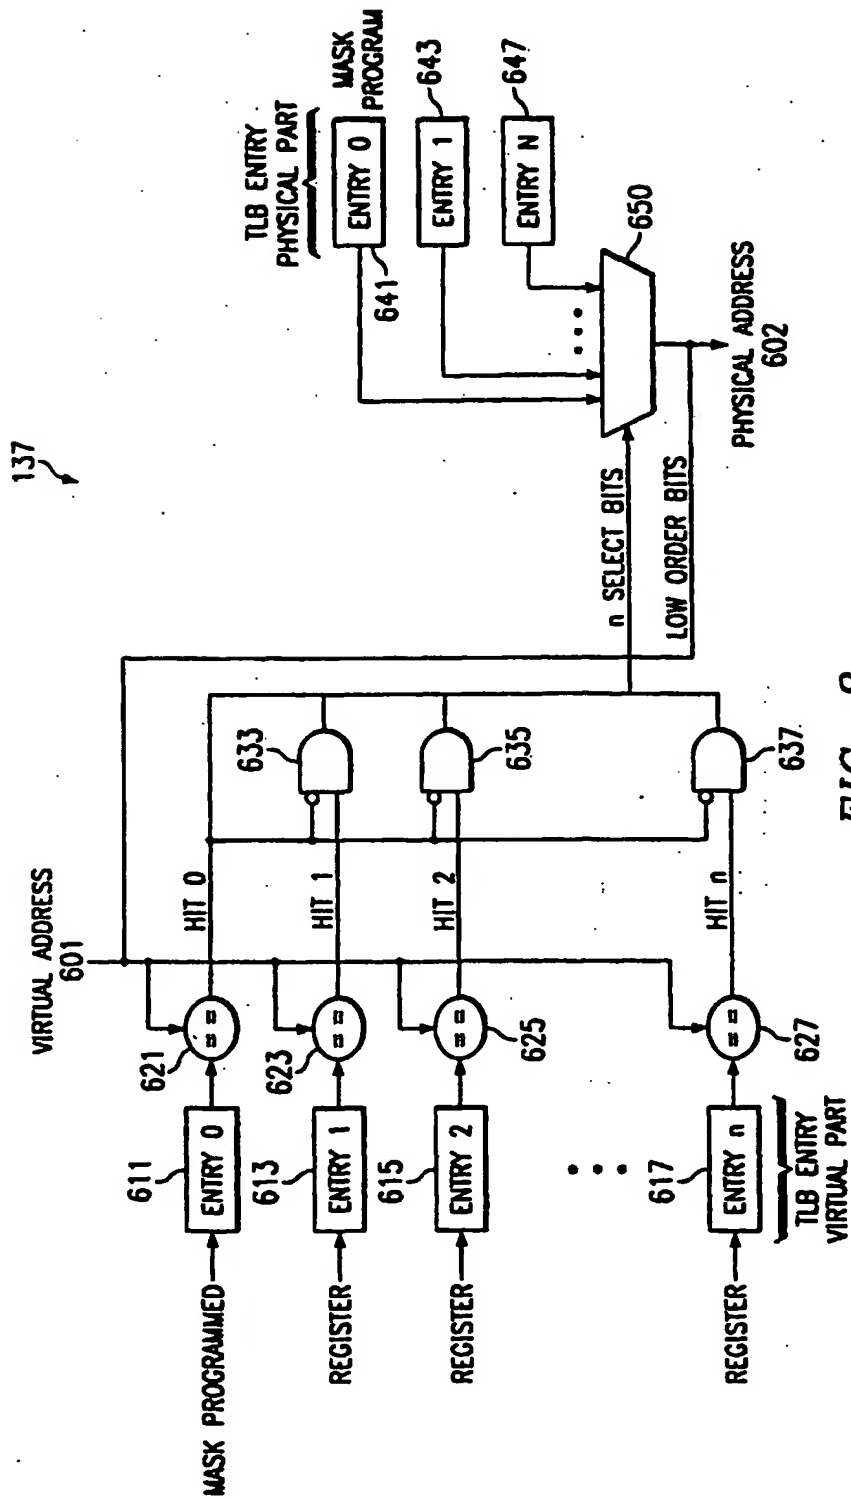 137
VIRTUAL ADDRESS
601
MASK PROGRAMMED
611
ENTRY 0
621
==
HIT 0
REGISTER
613
ENTRY 1
623
==
HIT 1
633
REGISTER
615
ENTRY 2
625
==
HIT 2
635
REGISTER
617
ENTRY n
627
==
HIT n
637
TLB ENTRY
VIRTUAL PART
TLB ENTRY
PHYSICAL PART
ENTRY 0
MASK
PROGRAM
641
ENTRY 1
643
ENTRY N
647
650
n SELECT BITS
LOW ORDER BITS
PHYSICAL ADDRESS
602
FIG.